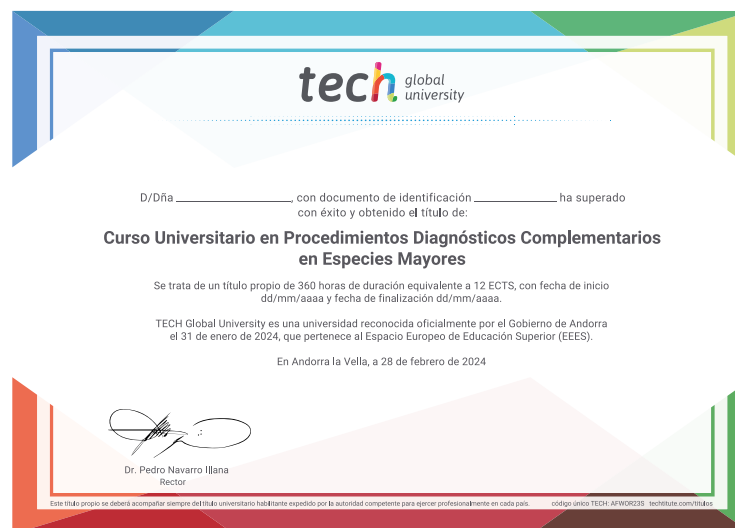 tech global university
D/Dña ______________, con documento de identificación __________ ha superado
con éxito y obtenido el título de:
Curso Universitario en Procedimientos Diagnósticos Complementarios
en Especies Mayores
Se trata de un título propio de 360 horas de duración equivalente a 12 ECTS, con fecha de inicio
dd/mm/aaaa y fecha de finalización dd/mm/aaaa.
TECH Global University es una universidad reconocida oficialmente por el Gobierno de Andorra
el 31 de enero de 2024, que pertenece al Espacio Europeo de Educación Superior (EEES).
En Andorra la Vella, a 28 de febrero de 2024
Dr. Pedro Navarro Illana
Rector
Este título propio se deberá acompañar siempre del título universitario habilitante expedido por la autoridad competente para ejercer profesionalmente en cada país. código único TECH: AFWOR23S techtitute.com/titulos